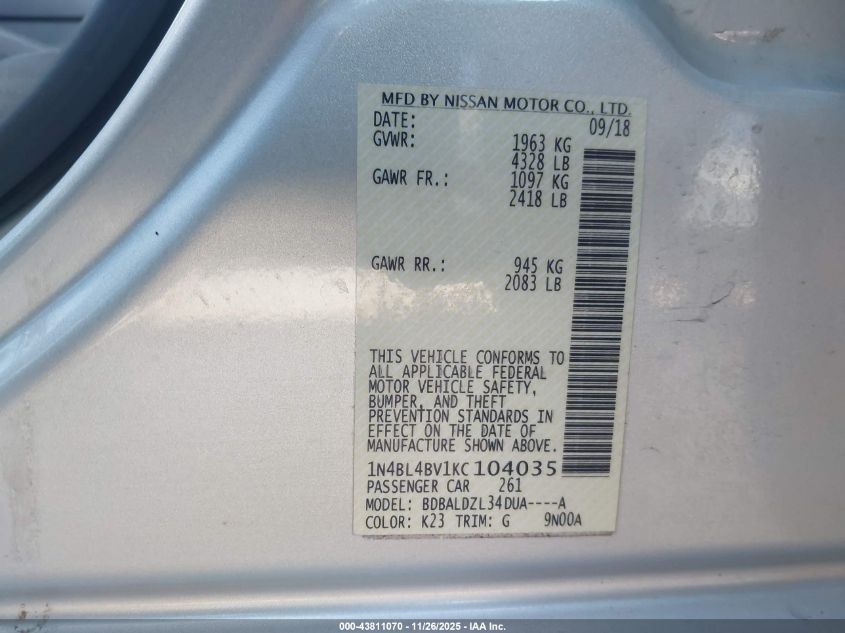 MFD BY NISSAN MOTOR CO., LTD.
DATE: 09/18
GVWR: 1963 KG
4328 LB
GAWR FR.: 1097 KG
2418 LB
GAWR RR.: 945 KG
2083 LB
THIS VEHICLE CONFORMS TO
ALL APPLICABLE FEDERAL
MOTOR VEHICLE SAFETY,
BUMPER, AND THEFT
PREVENTION STANDARDS IN
EFFECT ON THE DATE OF
MANUFACTURE SHOWN ABOVE.
1N4BL4BV1KC104035
PASSENGER CAR 261
MODEL: BDBALDZL34DUA----A
COLOR: K23 TRIM: G 9N00A
000-43811070 - 11/26/2025 - IAA Inc.